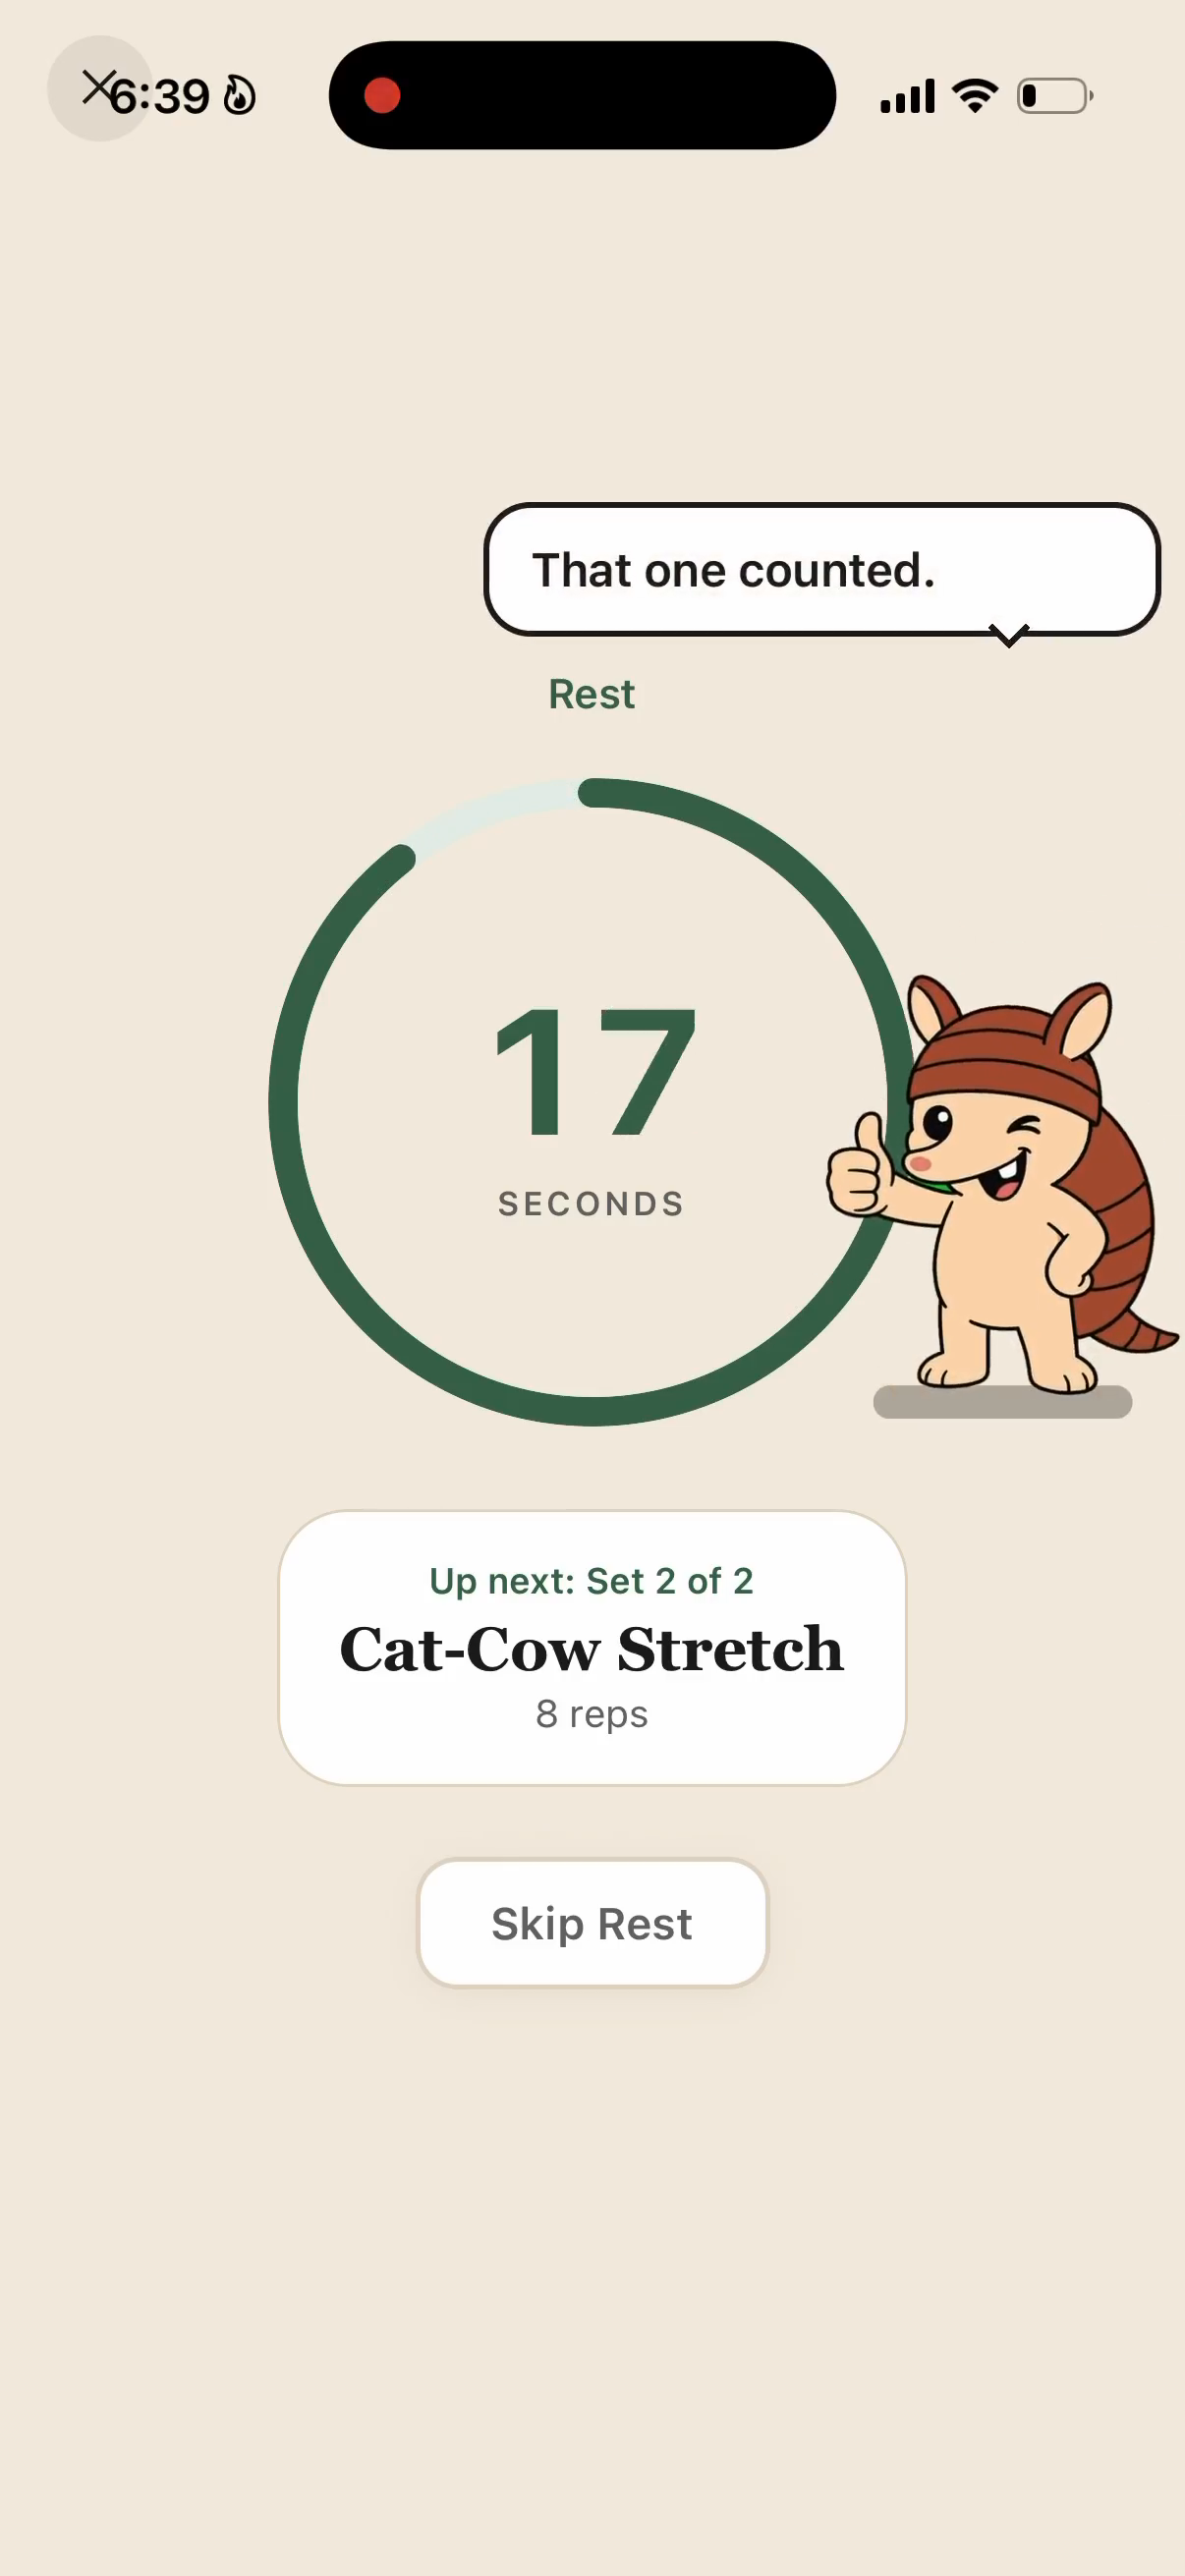 6:39
That one counted.
Rest
17
SECONDS
Up next: Set 2 of 2
Cat-Cow Stretch
8 reps
Skip Rest